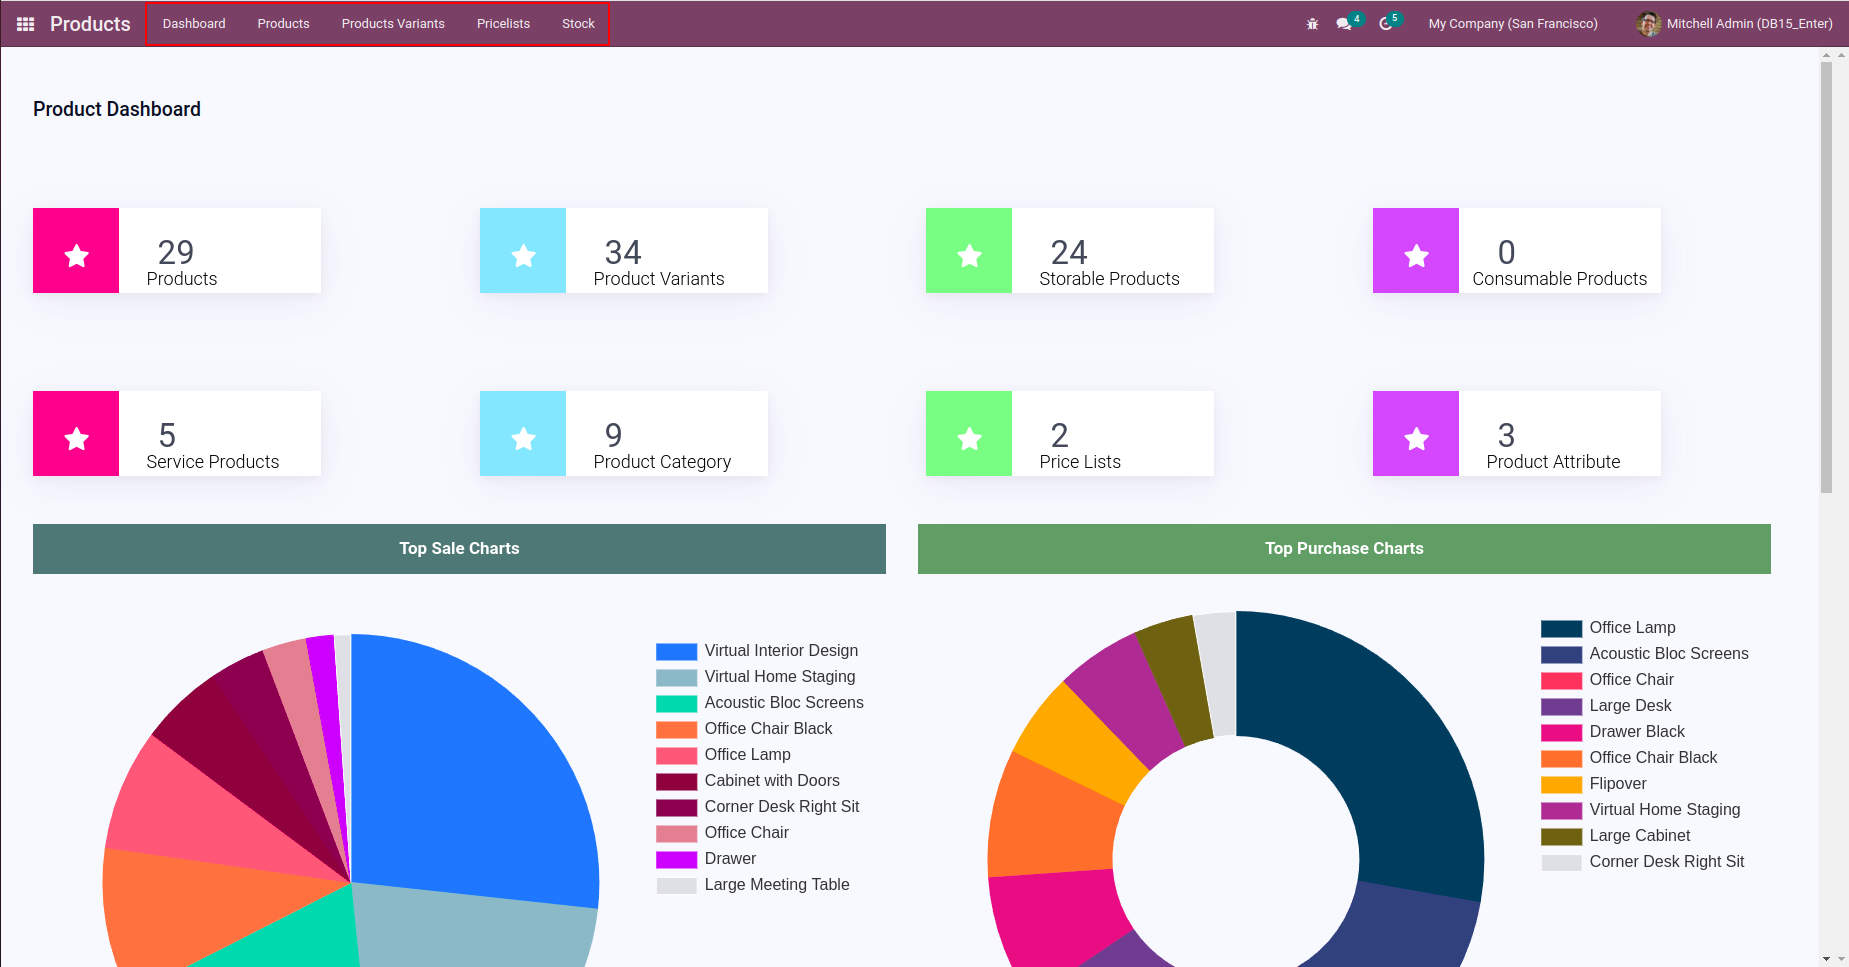 Products Dashboard Products Products Variants Pricelists Stock 4 5 My Company (San Francisco) Mitchell Admin (DB15_Enter)
Product Dashboard
29
Products
34
Product Variants
24
Storable Products
0
Consumable Products
5
Service Products
9
Product Category
2
Price Lists
3
Product Attribute
Top Sale Charts
Virtual Interior Design
Virtual Home Staging
Acoustic Bloc Screens
Office Chair Black
Office Lamp
Cabinet with Doors
Corner Desk Right Sit
Office Chair
Drawer
Large Meeting Table
Top Purchase Charts
Office Lamp
Acoustic Bloc Screens
Office Chair
Large Desk
Drawer Black
Office Chair Black
Flipover
Virtual Home Staging
Large Cabinet
Corner Desk Right Sit